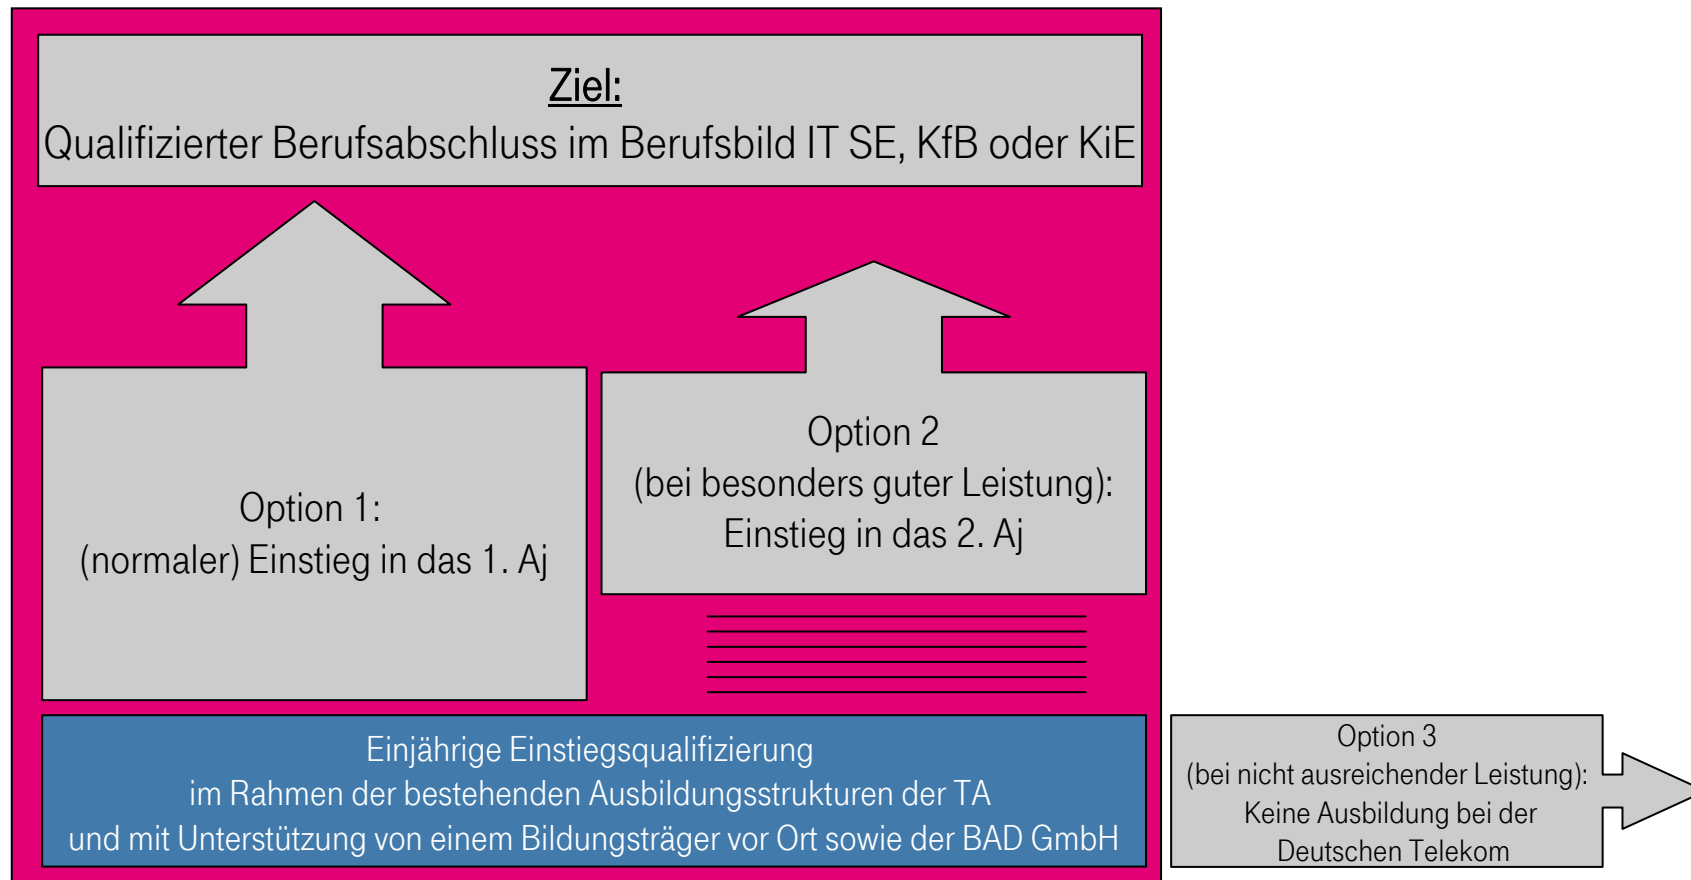 Ziel:
Qualifizierter Berufsabschluss im Berufsbild IT SE, KfB oder KiE
Option 1:
(normaler) Einstieg in das 1. Aj
Option 2
(bei besonders guter Leistung):
Einstieg in das 2. Aj
Einjährige Einstiegsqualifizierung
im Rahmen der bestehenden Ausbildungsstrukturen der TA
und mit Unterstützung von einem Bildungsträger vor Ort sowie der BAD GmbH
Option 3
(bei nicht ausreichender Leistung):
Keine Ausbildung bei der
Deutschen Telekom